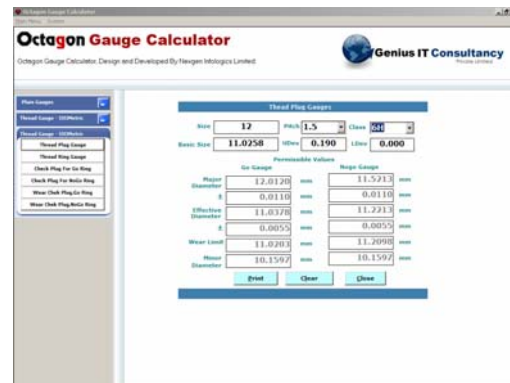 Octagon Gauge Calculator
Main Menu System
Octagon Gauge Calculator
Octagon Gauge Calculator, Design and Developed By Nexgen Infologics Limited
Genius IT Consultancy
Private Limited
Plain Gauges
Thread Gauge - ISOMetric
Thread Gauge - ISOMetric
Thread Plug Gauge
Thread Ring Gauge
Check Plug For Go Ring
Check Plug For NoGo Ring
Wear Chek Plug.Go Ring
Wear Chek Plug.NoGo Ring
Thread Plug Gauges
Size 12 Pitch 1.5 Class 6H
Basic Size 11.0258 UDev 0.190 LDev 0.000
Permissible Values
Go Gauge Nogo Gauge
Major Diameter 12.0120 mm 11.5213 mm
± 0.0110 mm 0.0110 mm
Effective Diameter 11.0378 mm 11.2213 mm
± 0.0055 mm 0.0055 mm
Wear Limit 11.0203 mm 11.2098 mm
Minor Diameter 10.1597 mm 10.1597 mm
Print Clear Close